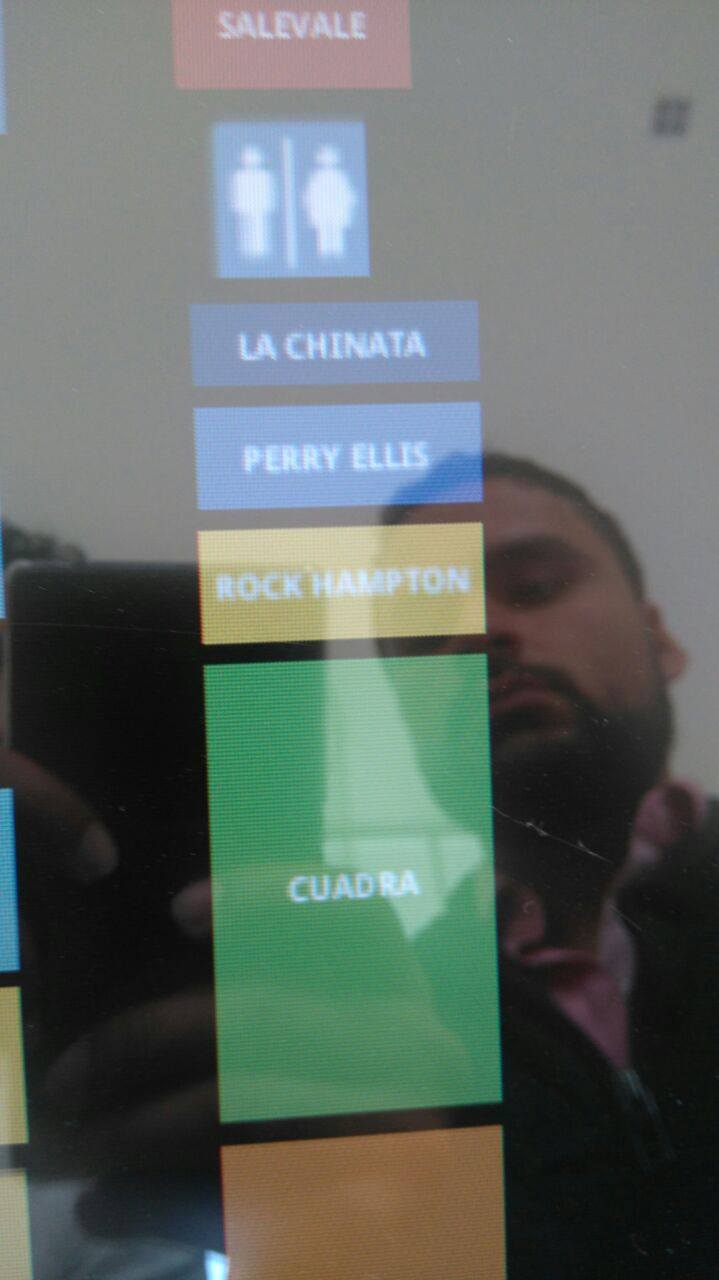 SALEVALE
LA CHINATA
PERRY ELLIS
ROCK HAMPTON
CUADRA